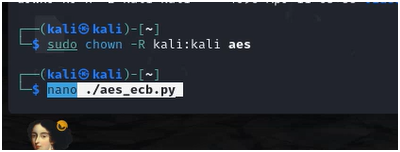 ┌──(kali㉿kali)-[~]
└─$ sudo chown -R kali:kali aes
┌──(kali㉿kali)-[~]
└─$ nano ./aes_ecb.py